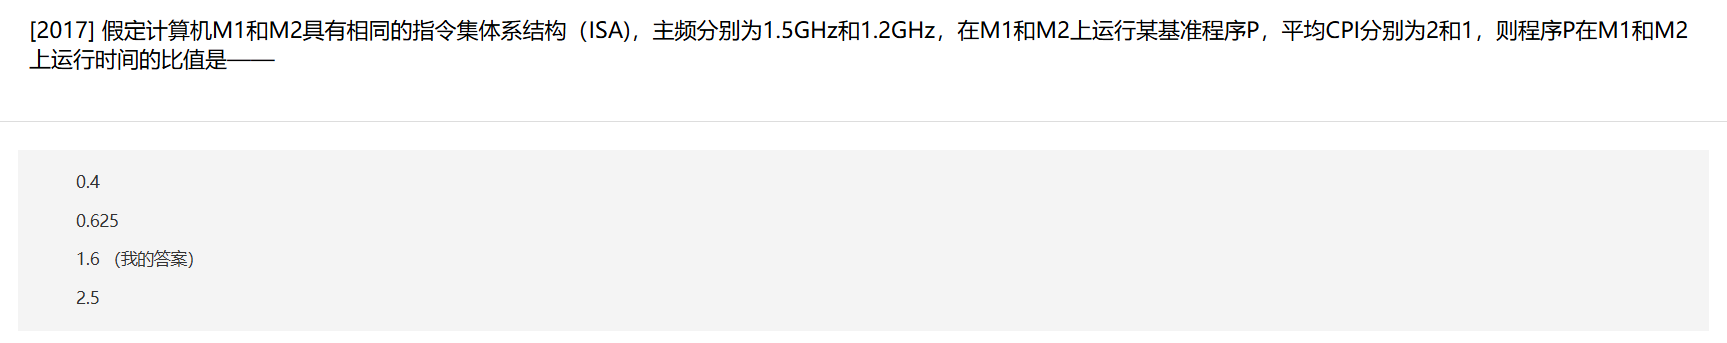 [2017] 假定计算机M1和M2具有相同的指令集体系结构（ISA)，主频分别为1.5GHz和1.2GHz，在M1和M2上运行某基准程序P，平均CPI分别为2和1，则程序P在M1和M2
上运行时间的比值是——
0.4
0.625
1.6 （我的答案）
2.5